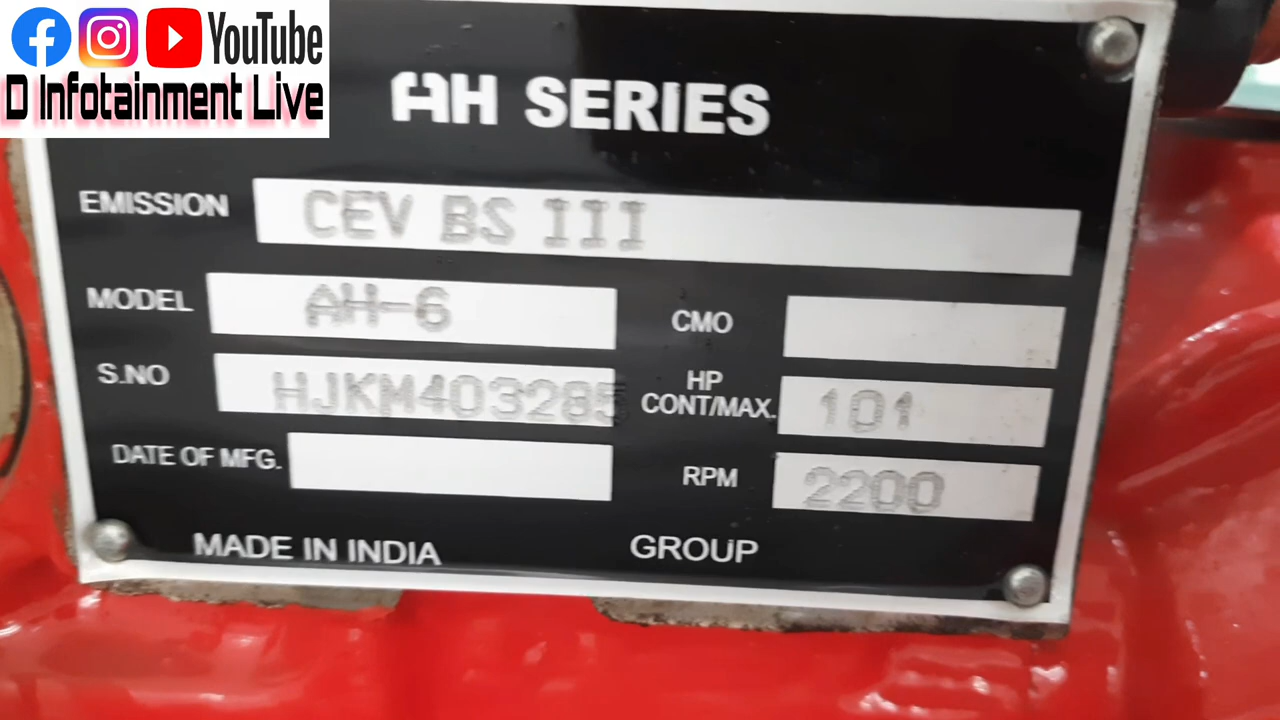 YouTube
D Infotainment Live
AH SERIES
EMISSION CEV BS III
MODEL AH-6
CMO
S.NO HJKM403285
HP
CONT/MAX. 101
DATE OF MFG.
RPM 2200
MADE IN INDIA
GROUP